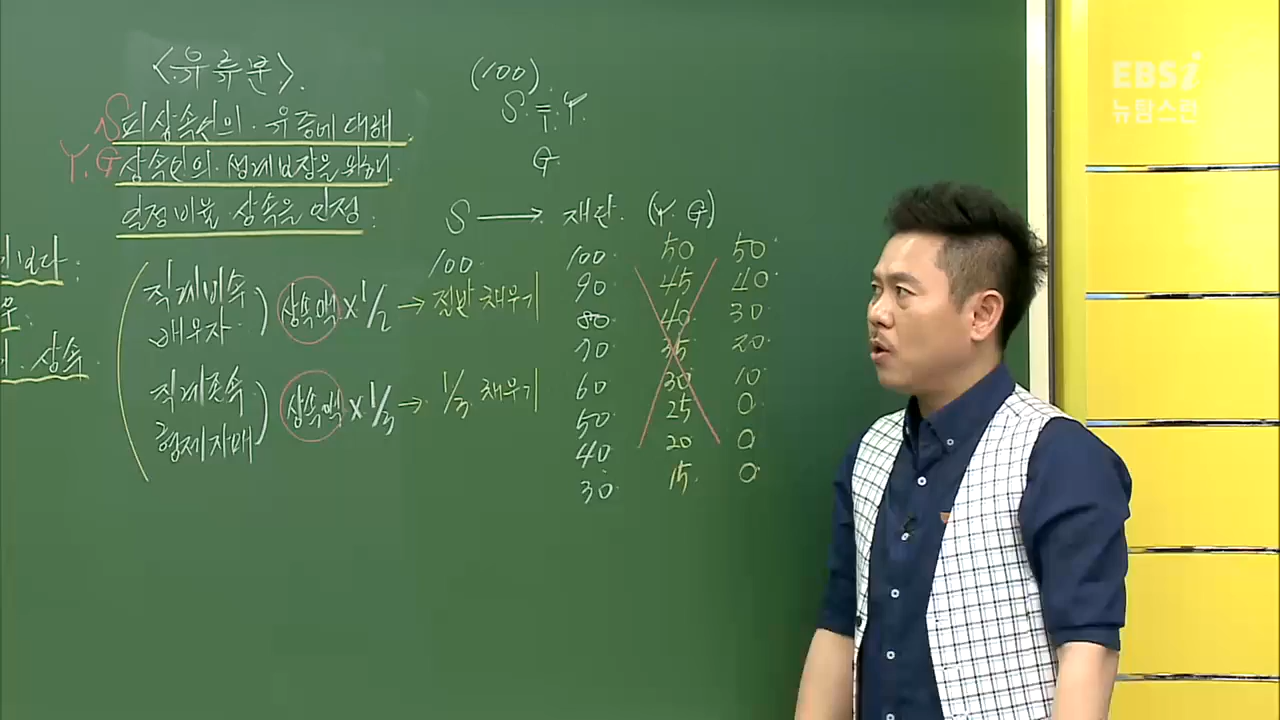 <유류분>.
S 피상속인의. 유증에 대해
Y. G 상속인의. 생계보장을 위해
일정비율. 상속을 인정.
보다.
상속.
직계비속
배우자.
) 상속액 × 1/2 → 절반 채우기
직계존속
형제자매
) 상속액 × 1/3 → 1/3 채우기
(100).
S = Y.
G.
S → 재단. (Y. G)
100. 100. 50 50.
90. 45 40.
80. 40. 30.
70. 35 20.
60 30 10
50. 25 0.
40. 20 0
30. 15. 0.
EBSi
뉴탐스런